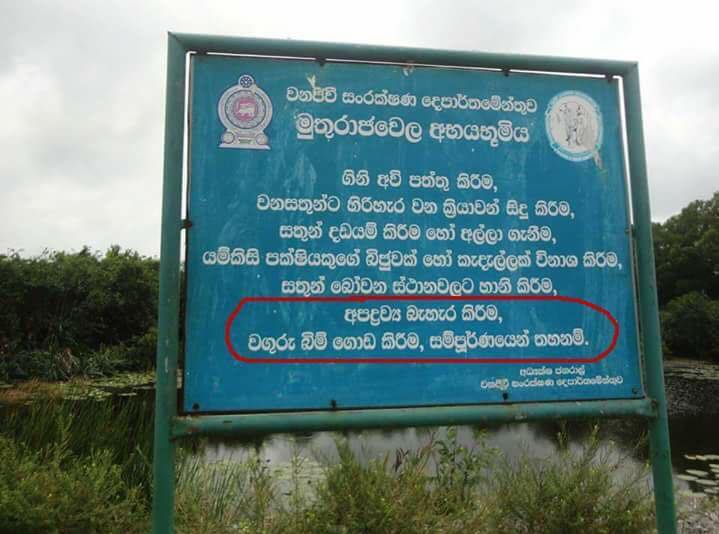 වනජීවී සංරක්ෂණ දෙපාර්තමේන්තුව
මුතුරාජවෙල අභයභූමිය
ගිනි අවි පත්තු කිරීම,
වනසතුන්ට හිරිහැර වන ක්‍රියාවන් සිදු කිරීම,
සතුන් දඩයම් කිරීම හෝ අල්ලා ගැනීම,
යම්කිසි පක්ෂියකුගේ බිජුවක් හෝ කැදැල්ලක් විනාශ කිරීම,
සතුන් බෝවන ස්ථානවලට හානි කිරීම,
අපද්‍රව්‍ය බැහැර කිරීම,
වගුරු බිම් ගොඩ කිරීම, සම්පූර්ණයෙන් තහනම්.
අධ්‍යක්ෂ ජනරාල්
වනජීවී සංරක්ෂණ දෙපාර්තමේන්තුව